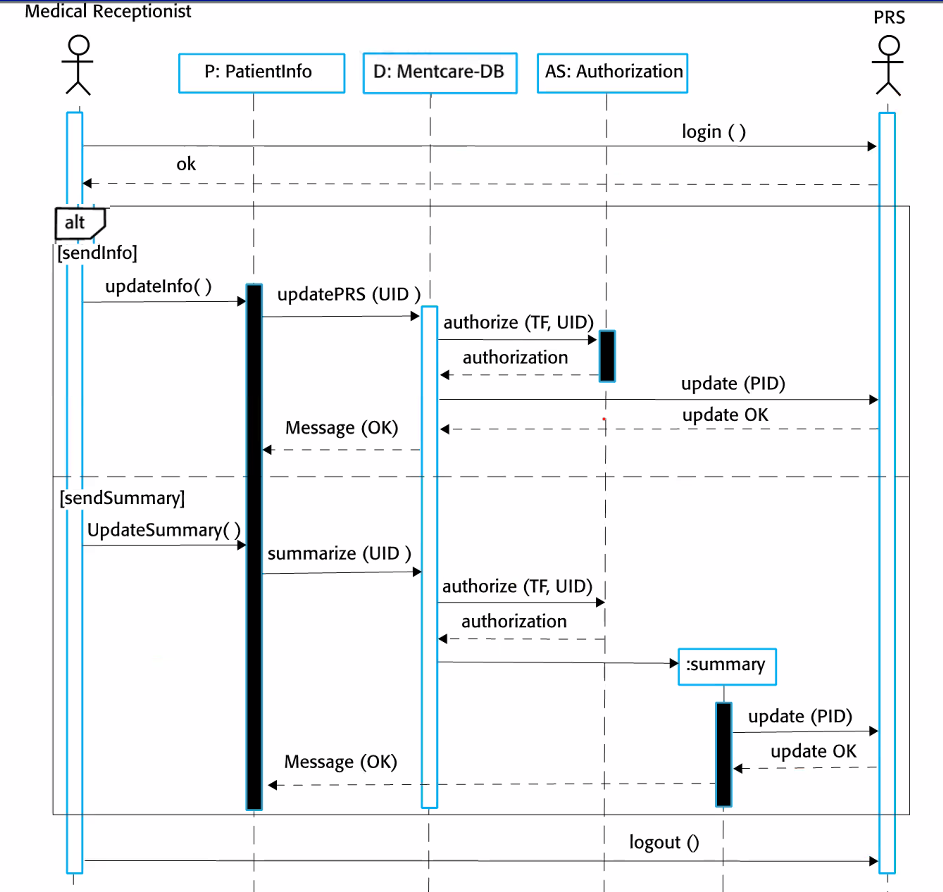 Medical Receptionist
PRS
P: PatientInfo
D: Mentcare-DB
AS: Authorization
login ( )
ok
alt
[sendInfo]
updateInfo( )
updatePRS (UID )
authorize (TF, UID)
authorization
update (PID)
update OK
Message (OK)
[sendSummary]
UpdateSummary( )
summarize (UID )
authorize (TF, UID)
authorization
:summary
update (PID)
update OK
Message (OK)
logout ()